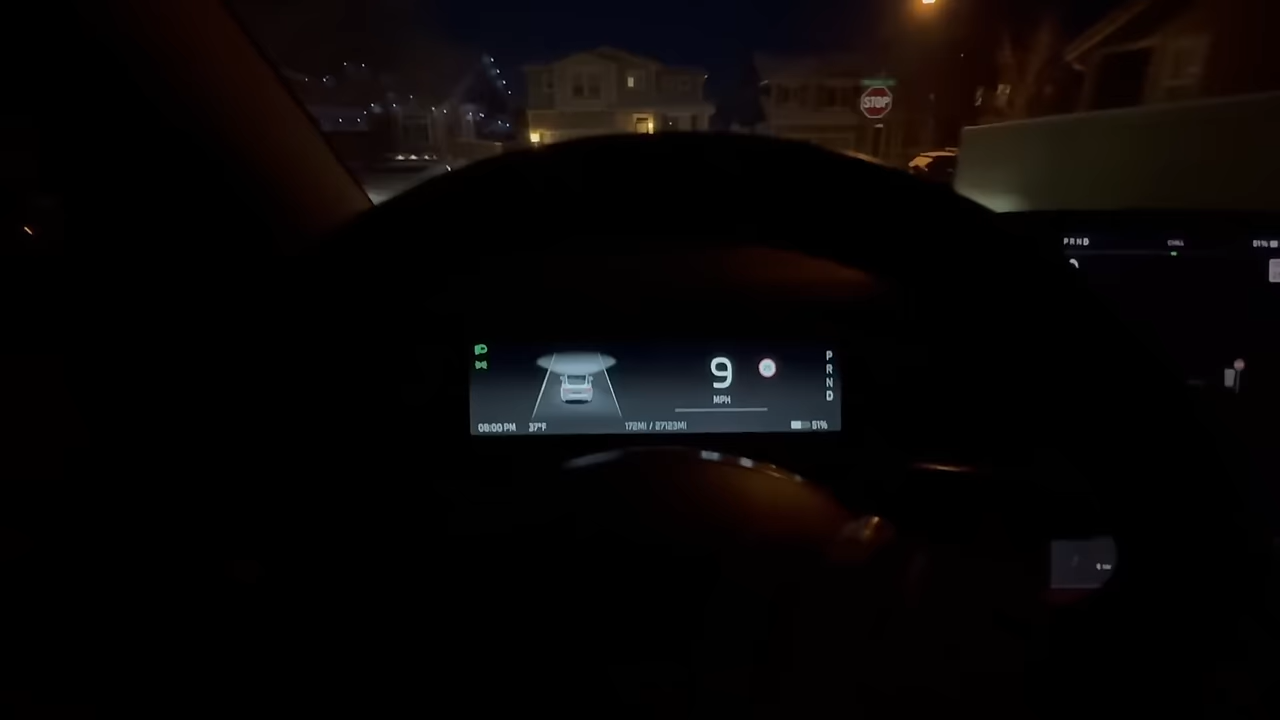 STOP
PRND
CHILL
51%
9
MPH
P
R
N
D
08:00 PM 37°F 172MI / 27123MI 51%